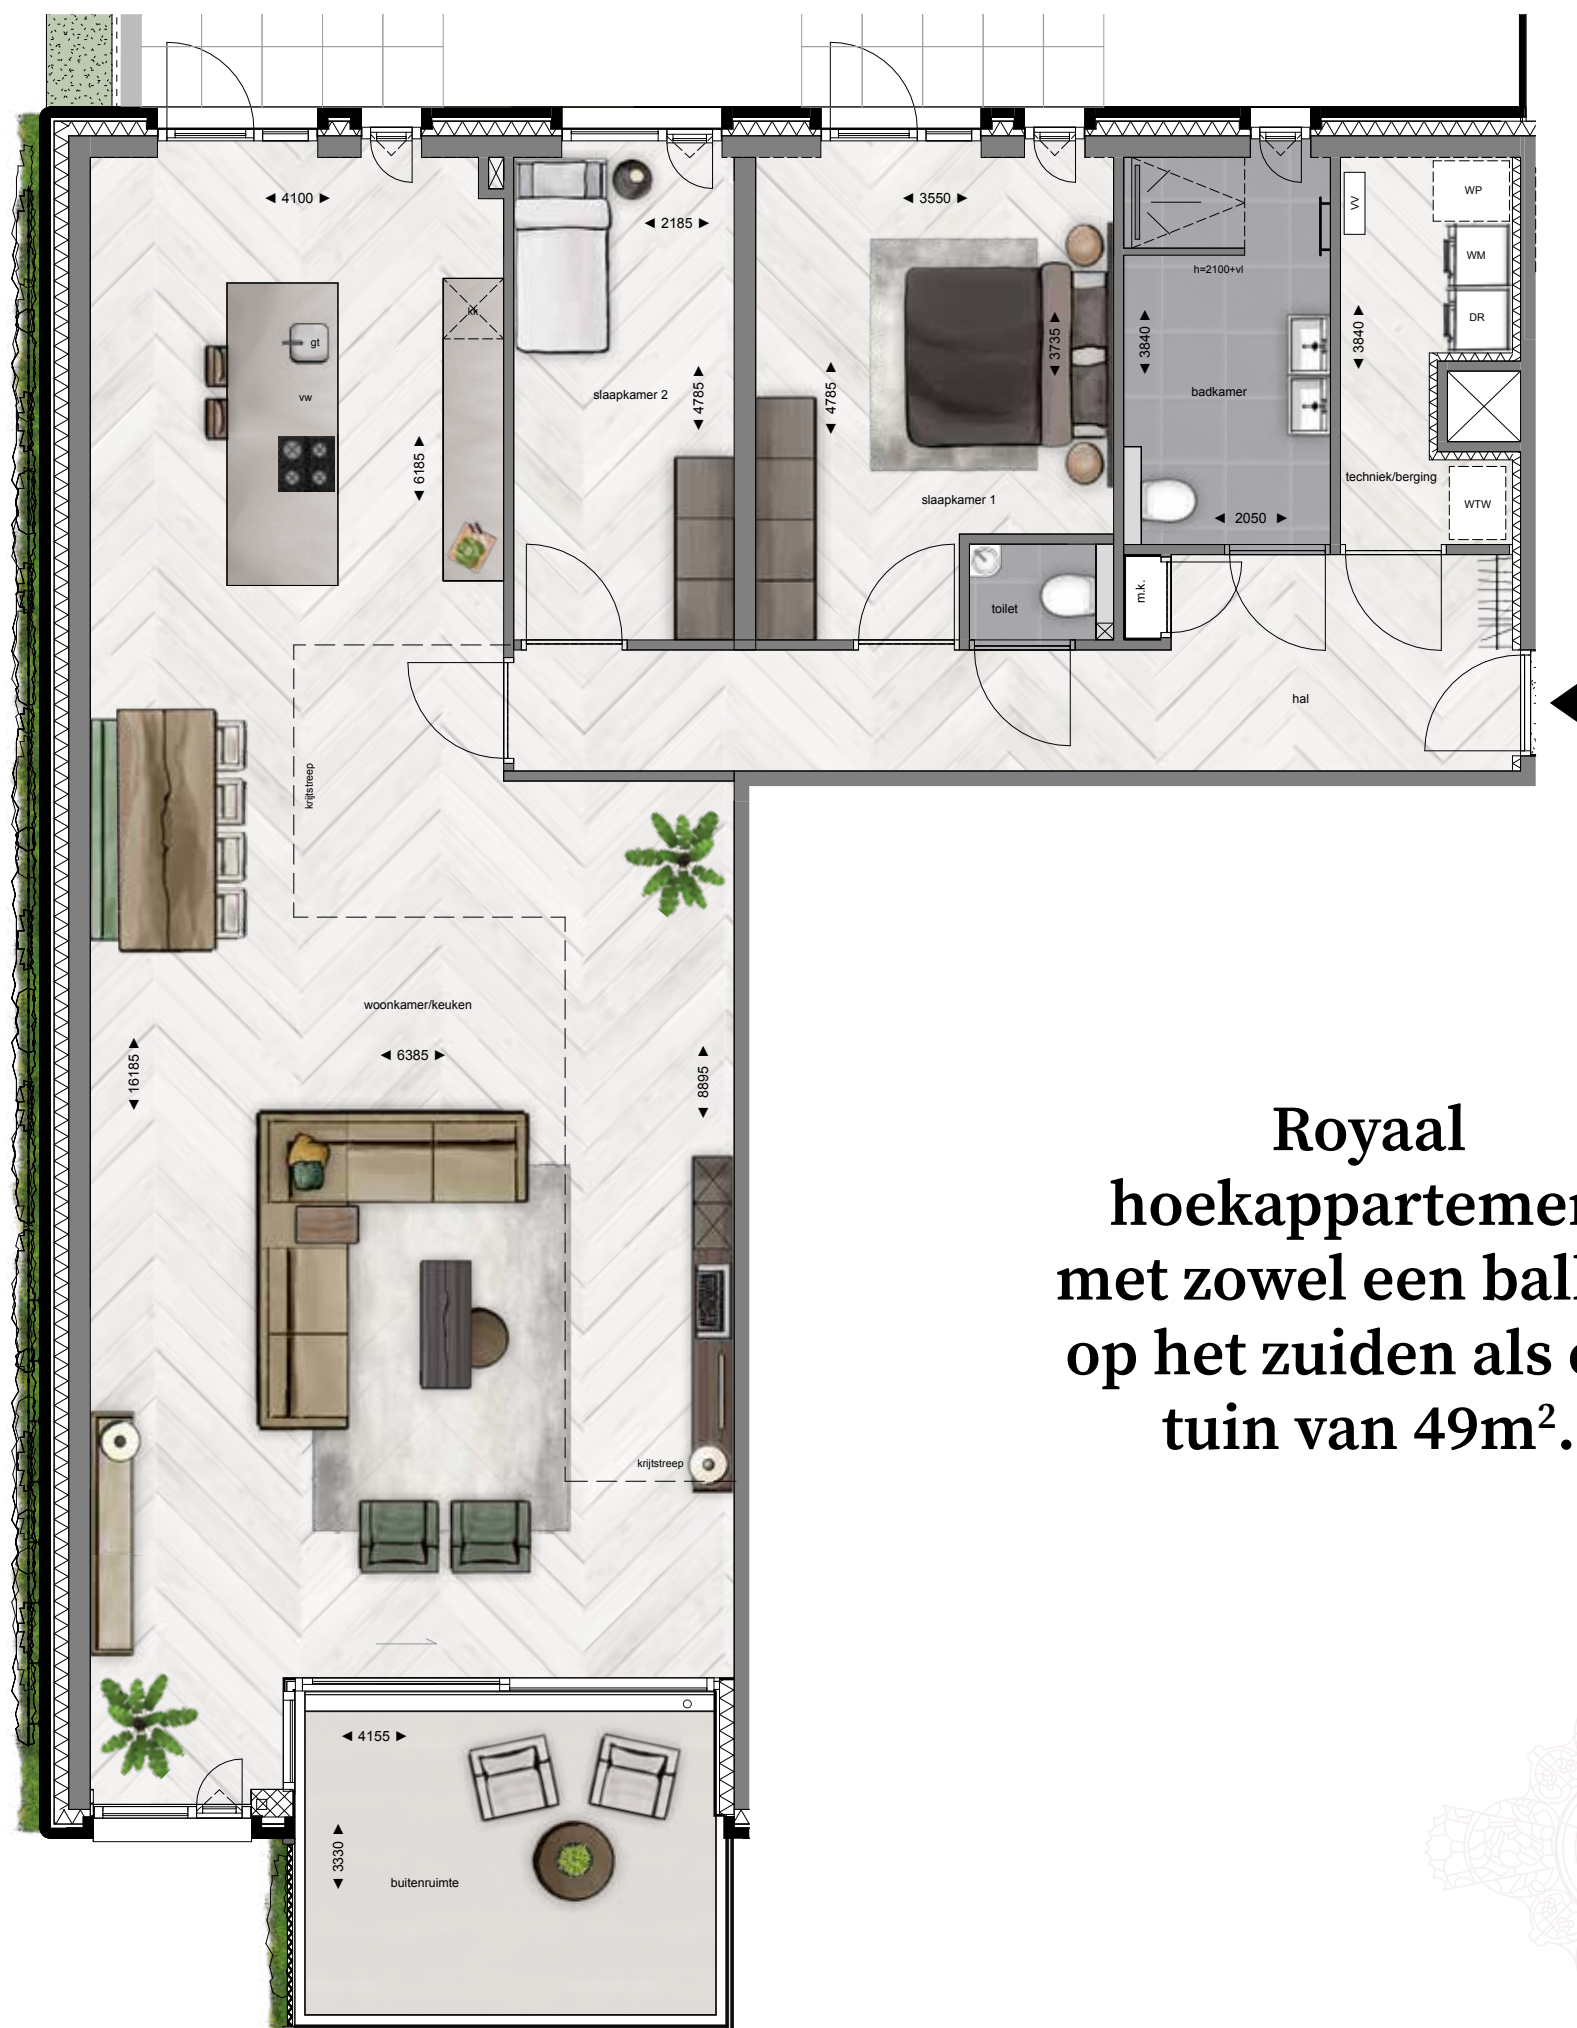 4100
2185
3550
WP
VV
WM
h=2100+vl
kk
DR
gt
3735
3840
3840
vw
slaapkamer 2
4785
4785
badkamer
6185
techniek/berging
slaapkamer 1
WTW
2050
m.k.
toilet
hal
krijtstreep
woonkamer/keuken
6385
16185
8895
Royaal
hoekappartemen
met zowel een bal
op het zuiden als
tuin van 49m².
krijtstreep
4155
3330
buitenruimte